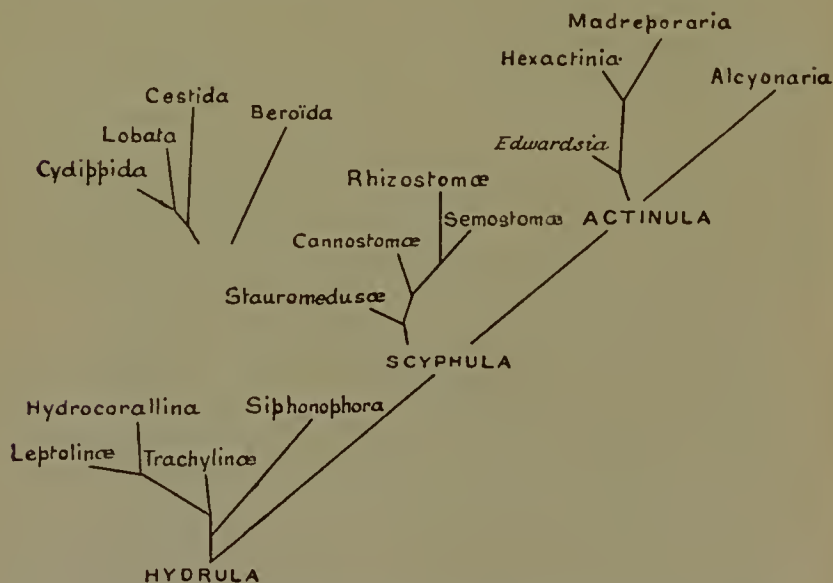 Madreporaria
Hexactinia
Alcyonaria
Cestida
Beroïda
Lobata
Cydippida
Edwardsia
Rhizostomæ
Semostomæ
ACTINULA
Cannostomæ
Stauromedusæ
SCYPHULA
Hydrocorallina
Siphonophora
Leptolinæ
Trachylinæ
HYDRULA